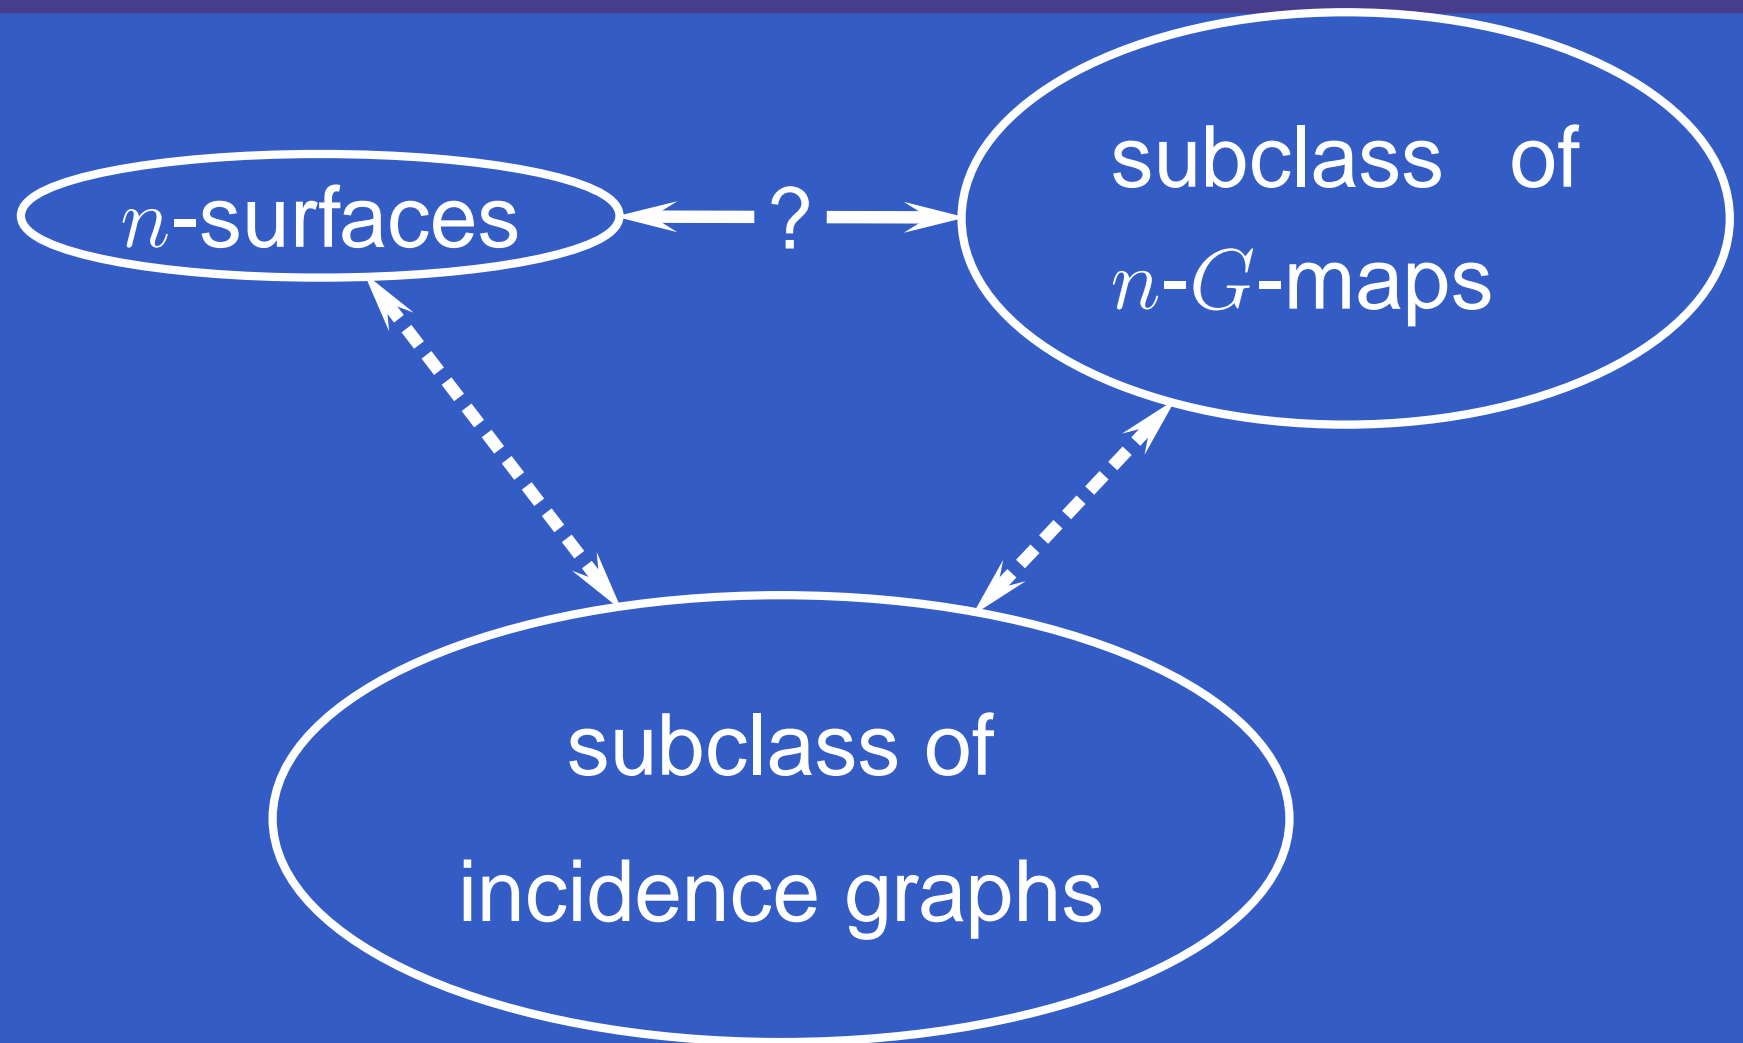 n-surfaces
?
subclass of
n-G-maps
subclass of
incidence graphs